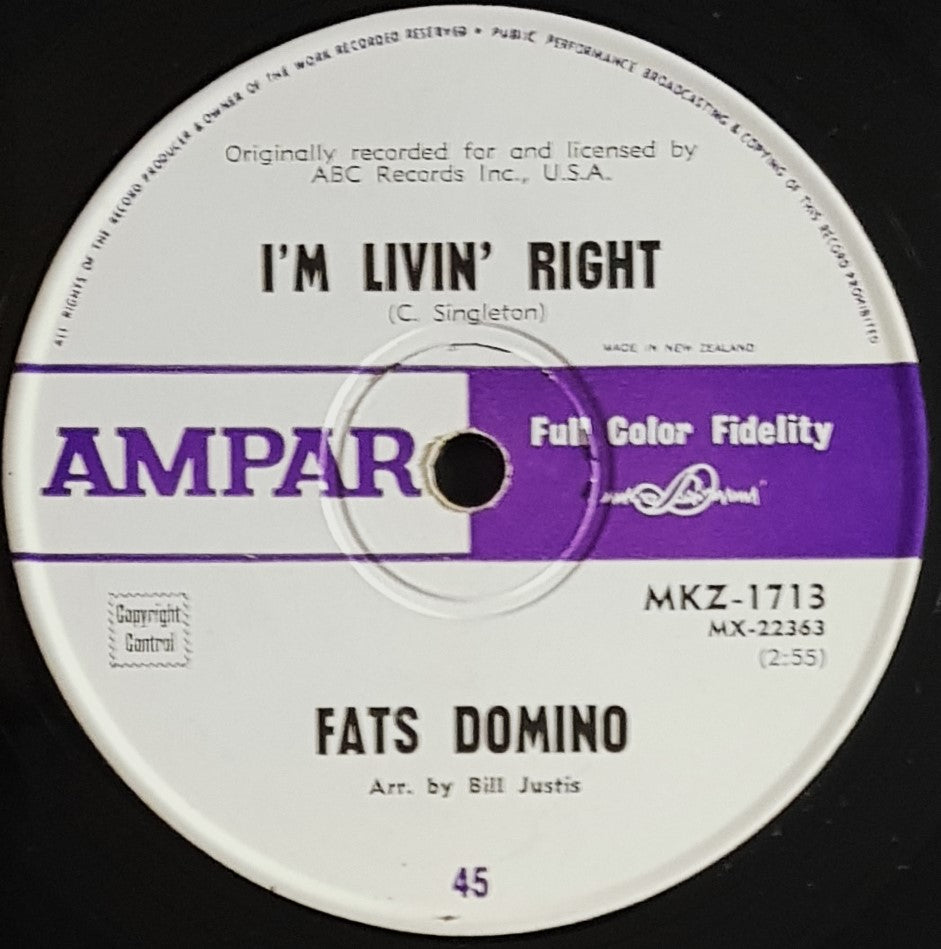 ALL RIGHTS OF THE RECORD PRODUCER & OWNER OF THE WORK RECORDED RESERVED • PUBLIC PERFORMANCE BROADCASTING & COPYING OF THIS RECORD PROHIBITED
Originally recorded for and licensed by
ABC Records Inc., U.S.A.
I'M LIVIN' RIGHT
(C. Singleton)
MADE IN NEW ZEALAND
AMPAR
Full Color Fidelity
Copyright
Control
MKZ-1713
MX-22363
(2:55)
FATS DOMINO
Arr. by Bill Justis
45